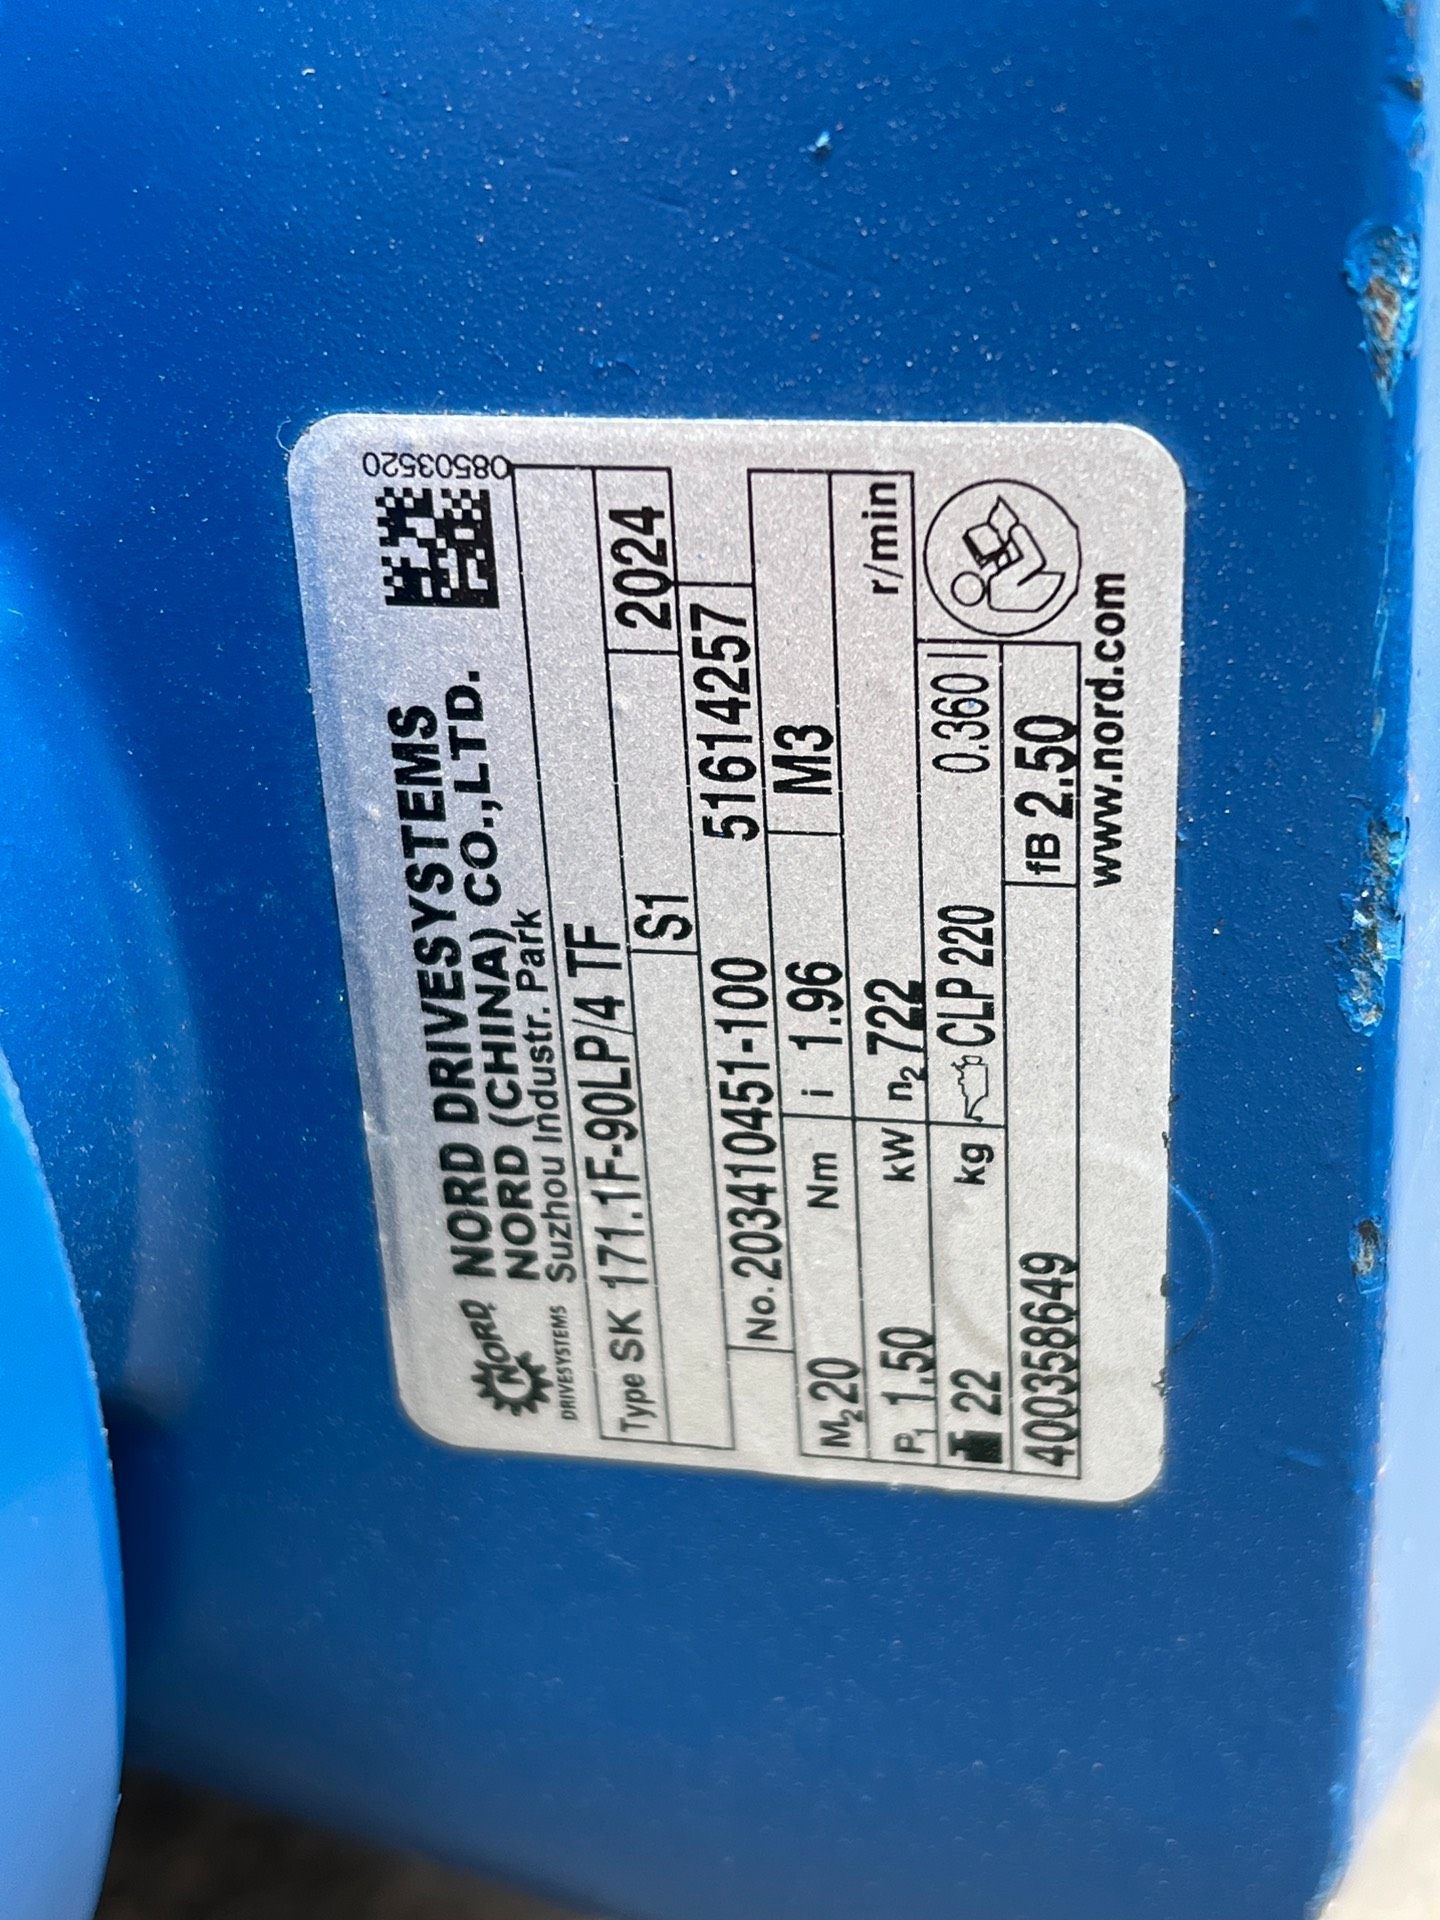 NORD
DRIVESYSTEMS
NORD DRIVESYSTEMS
NORD (CHINA) CO.,LTD.
Suzhou Industr. Park
08503520
Type SK 171.1F-90LP/4 TF
S1 2024
No. 203410451-100 51614257
M2 20 Nm i 1.96 M3
P1 1.50 kW n2 722 r/min
22 kg CLP 220 0.360 l
400358649 fB 2.50
www.nord.com